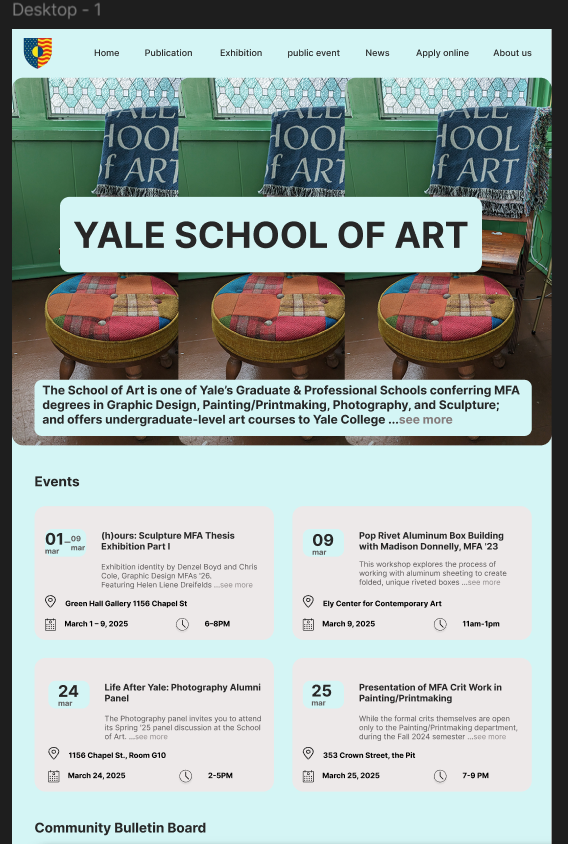 Desktop - 1
Home Publication Exhibition public event News Apply online About us
YALE YALE YALE
HOOL HOOL HOOL
f ART f ART of ART
YALE SCHOOL OF ART
The School of Art is one of Yale's Graduate & Professional Schools conferring MFA
degrees in Graphic Design, Painting/Printmaking, Photography, and Sculpture;
and offers undergraduate-level art courses to Yale College ...see more
Events
01_09
mar mar
(h)ours: Sculpture MFA Thesis
Exhibition Part I
Exhibition identity by Denzel Boyd and Chris
Cole, Graphic Design MFAs '26.
Featuring Helen Liene Dreifelds ...see more
Green Hall Gallery 1156 Chapel St
March 1 – 9, 2025 6–8PM
09
mar
Pop Rivet Aluminum Box Building
with Madison Donnelly, MFA '23
This workshop explores the process of
working with aluminum sheeting to create
folded, unique riveted boxes ...see more
Ely Center for Contemporary Art
March 9, 2025 11am-1pm
24
mar
Life After Yale: Photography Alumni
Panel
The Photography panel invites you to attend
its Spring '25 panel discussion at the School
of Art. ...see more
1156 Chapel St., Room G10
March 24, 2025 2-5PM
25
mar
Presentation of MFA Crit Work in
Painting/Printmaking
While the formal crits themselves are open
only to the Painting/Printmaking department,
during the Fall 2024 semester ...see more
353 Crown Street, the Pit
March 25, 2025 7-9 PM
Community Bulletin Board